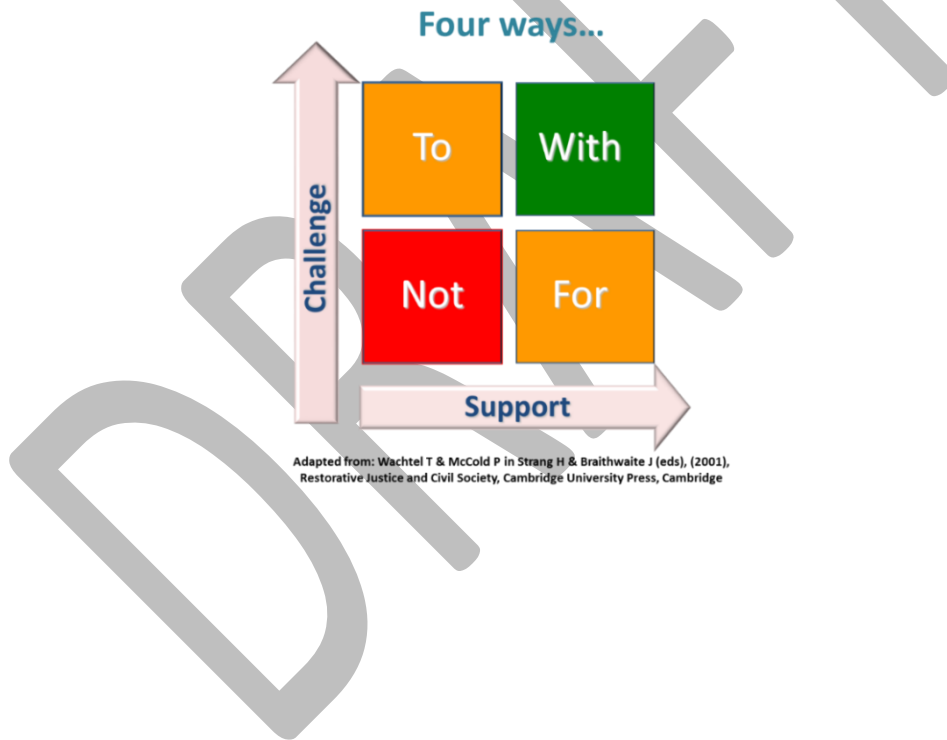 Four ways...
To
With
Challenge
Not
For
Support
Adapted from: Wachtel T & McCold P in Strang H & Braithwaite J (eds), (2001),
Restorative Justice and Civil Society, Cambridge University Press, Cambridge
DRAFT